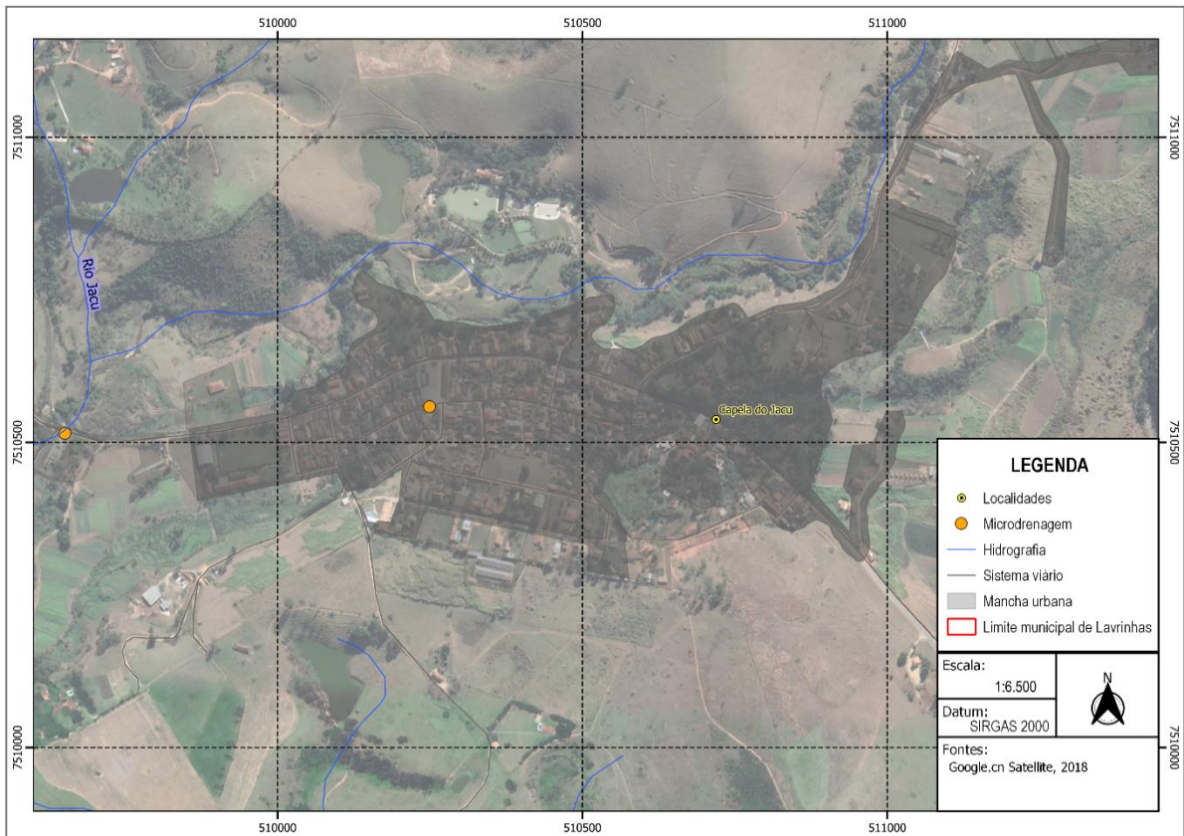 510000
510500
511000
7511000
7511000
Rio Jacu
Capela do Jacu
7510500
7510500
LEGENDA
Localidades
Microdrenagem
Hidrografia
Sistema viário
Mancha urbana
Limite municipal de Lavrinhas
Escala:
1:6.500
N
Datum:
SIRGAS 2000
Fontes:
Google.cn Satellite, 2018
7510000
7510000
510000
510500
511000